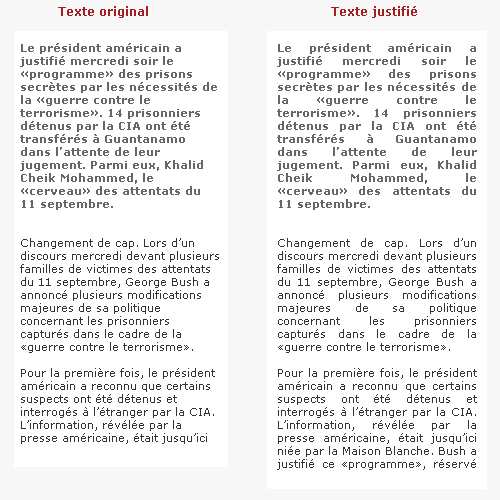 Texte original
Le président américain a
justifié mercredi soir le
«programme» des prisons
secrètes par les nécessités de
la «guerre contre le
terrorisme». 14 prisonniers
détenus par la CIA ont été
transférés à Guantanamo
dans l’attente de leur
jugement. Parmi eux, Khalid
Cheik Mohammed, le
«cerveau» des attentats du
11 septembre.
Changement de cap. Lors d’un
discours mercredi devant plusieurs
familles de victimes des attentats
du 11 septembre, George Bush a
annoncé plusieurs modifications
majeures de sa politique
concernant les prisonniers
capturés dans le cadre de la
«guerre contre le terrorisme».
Pour la première fois, le président
américain a reconnu que certains
suspects ont été détenus et
interrogés à l’étranger par la CIA.
L’information, révélée par la
presse américaine, était jusqu’ici
Texte justifié
Le président américain a
justifié mercredi soir le
«programme» des prisons
secrètes par les nécessités de
la «guerre contre le
terrorisme». 14 prisonniers
détenus par la CIA ont été
transférés à Guantanamo
dans l’attente de leur
jugement. Parmi eux, Khalid
Cheik Mohammed, le
«cerveau» des attentats du
11 septembre.
Changement de cap. Lors d’un
discours mercredi devant plusieurs
familles de victimes des attentats
du 11 septembre, George Bush a
annoncé plusieurs modifications
majeures de sa politique
concernant les prisonniers
capturés dans le cadre de la
«guerre contre le terrorisme».
Pour la première fois, le président
américain a reconnu que certains
suspects ont été détenus et
interrogés à l’étranger par la CIA.
L’information, révélée par la
presse américaine, était jusqu’ici
niée par la Maison Blanche. Bush a
justifié ce «programme», réservé